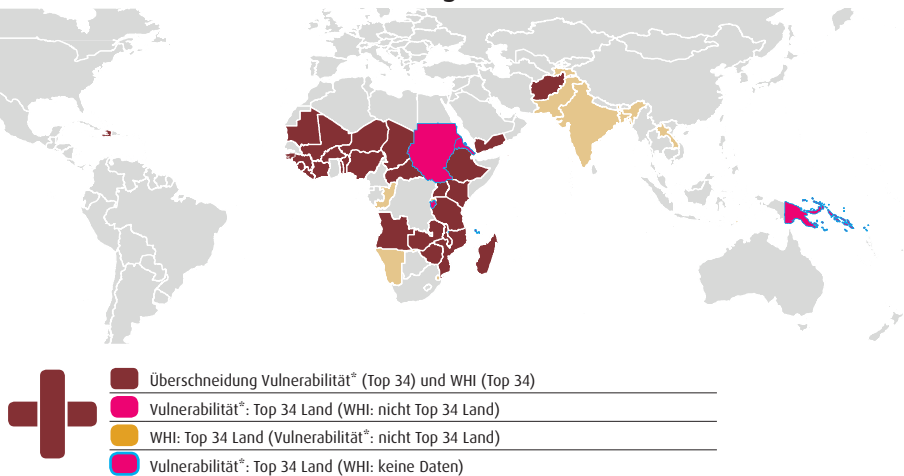 Überschneidung Vulnerabilität* (Top 34) und WHI (Top 34)
Vulnerabilität*: Top 34 Land (WHI: nicht Top 34 Land)
WHI: Top 34 Land (Vulnerabilität*: nicht Top 34 Land)
Vulnerabilität*: Top 34 Land (WHI: keine Daten)